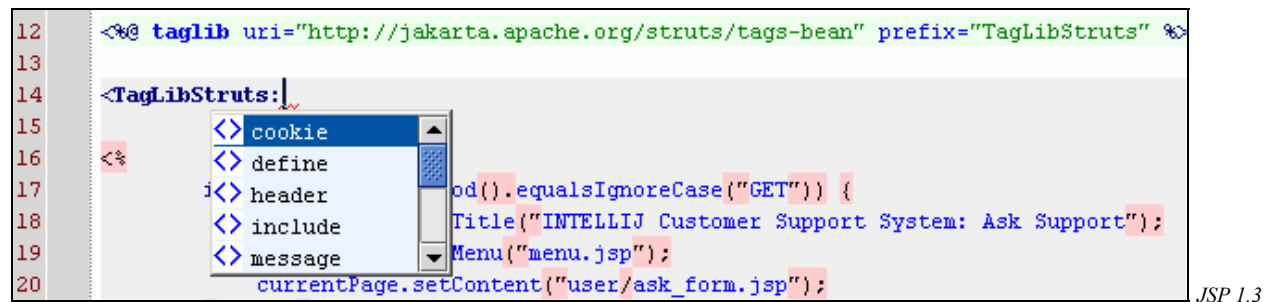 12 <%@ taglib uri="http://jakarta.apache.org/struts/tags-bean" prefix="TagLibStruts" %>
13
14 <TagLibStruts:
15 <> cookie
16 <% <> define
17 i<> header od().equalsIgnoreCase("GET")) {
18 <> include Title("INTELLIJ Customer Support System: Ask Support");
19 <> message Menu("menu.jsp");
20 currentPage.setContent("user/ask_form.jsp");
JSP 1.3